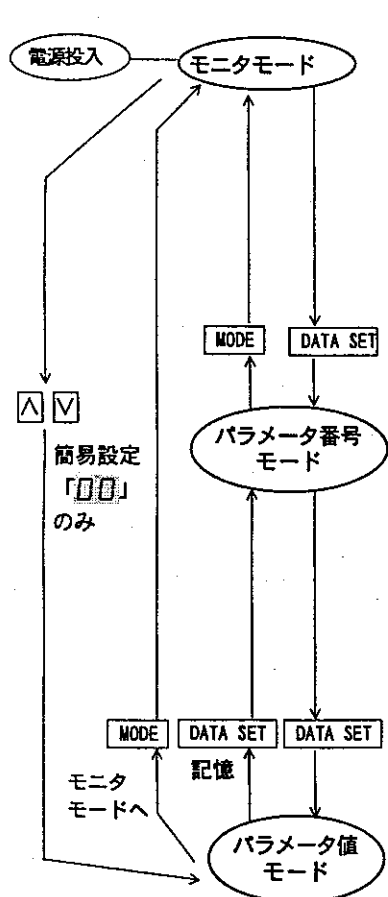 電源投入
モニタモード
MODE
DATA SET
∧ ∨
パラメータ番号
モード
簡易設定
「00」
のみ
MODE
DATA SET
DATA SET
記憶
モニタ
モードへ
パラメータ値
モード